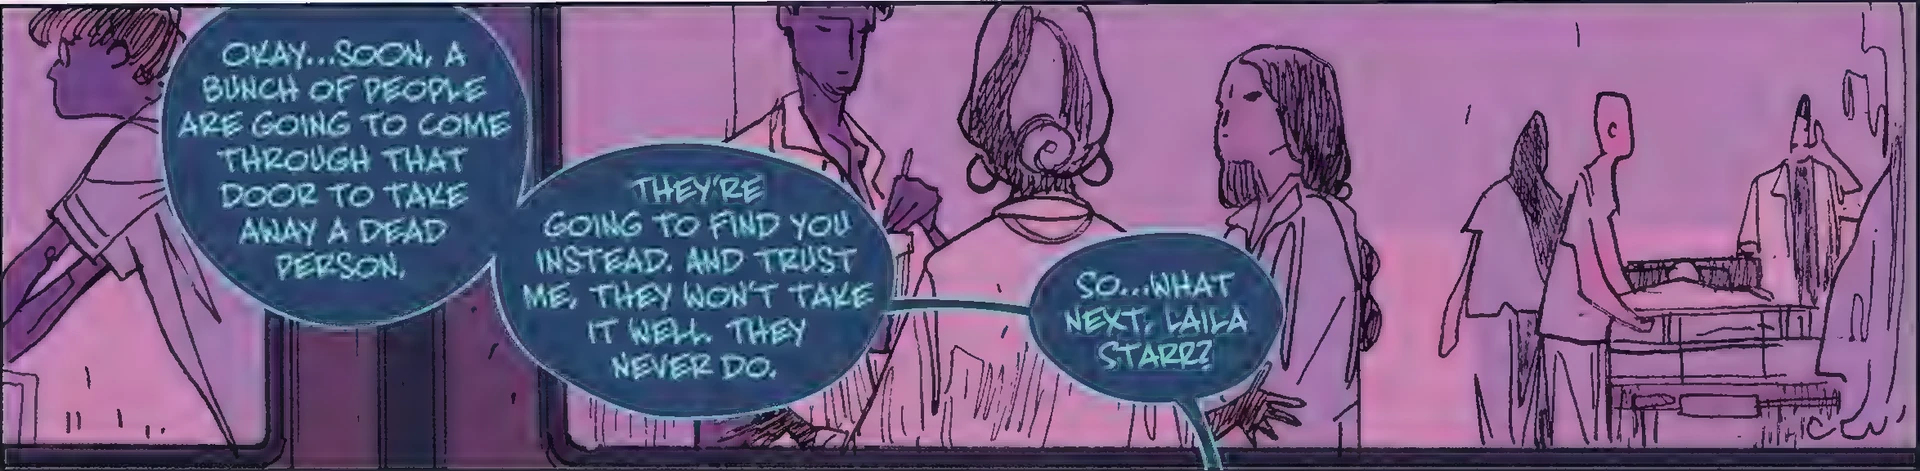 OKAY...SOON, A
BUNCH OF PEOPLE
ARE GOING TO COME
THROUGH THAT
DOOR TO TAKE
AWAY A DEAD
PERSON.
THEY'RE
GOING TO FIND YOU
INSTEAD. AND TRUST
ME, THEY WON'T TAKE
IT WELL. THEY
NEVER DO.
SO...WHAT
NEXT, LAILA
STARR?